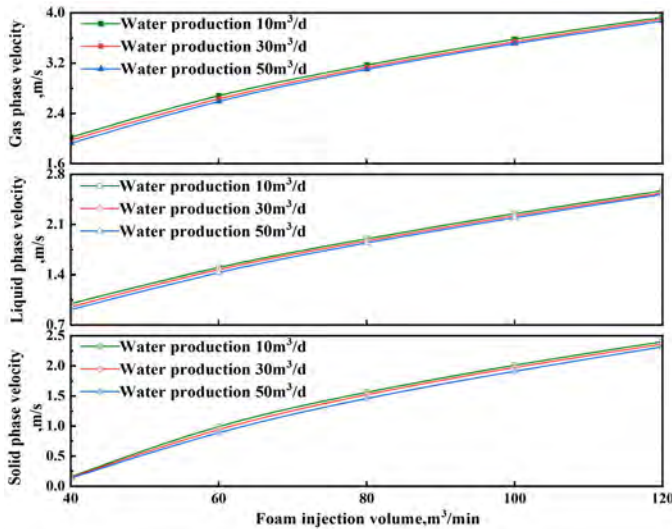 Gas phase velocity
,m/s
4.0
3.2
2.4
1.6
Water production 10m³/d
Water production 30m³/d
Water production 50m³/d
Liquid phase velocity
,m/s
2.8
2.1
1.4
0.7
Water production 10m³/d
Water production 30m³/d
Water production 50m³/d
Solid phase velocity
,m/s
2.5
2.0
1.5
1.0
0.5
0.0
Water production 10m³/d
Water production 30m³/d
Water production 50m³/d
40 60 80 100 120
Foam injection volume,m³/min